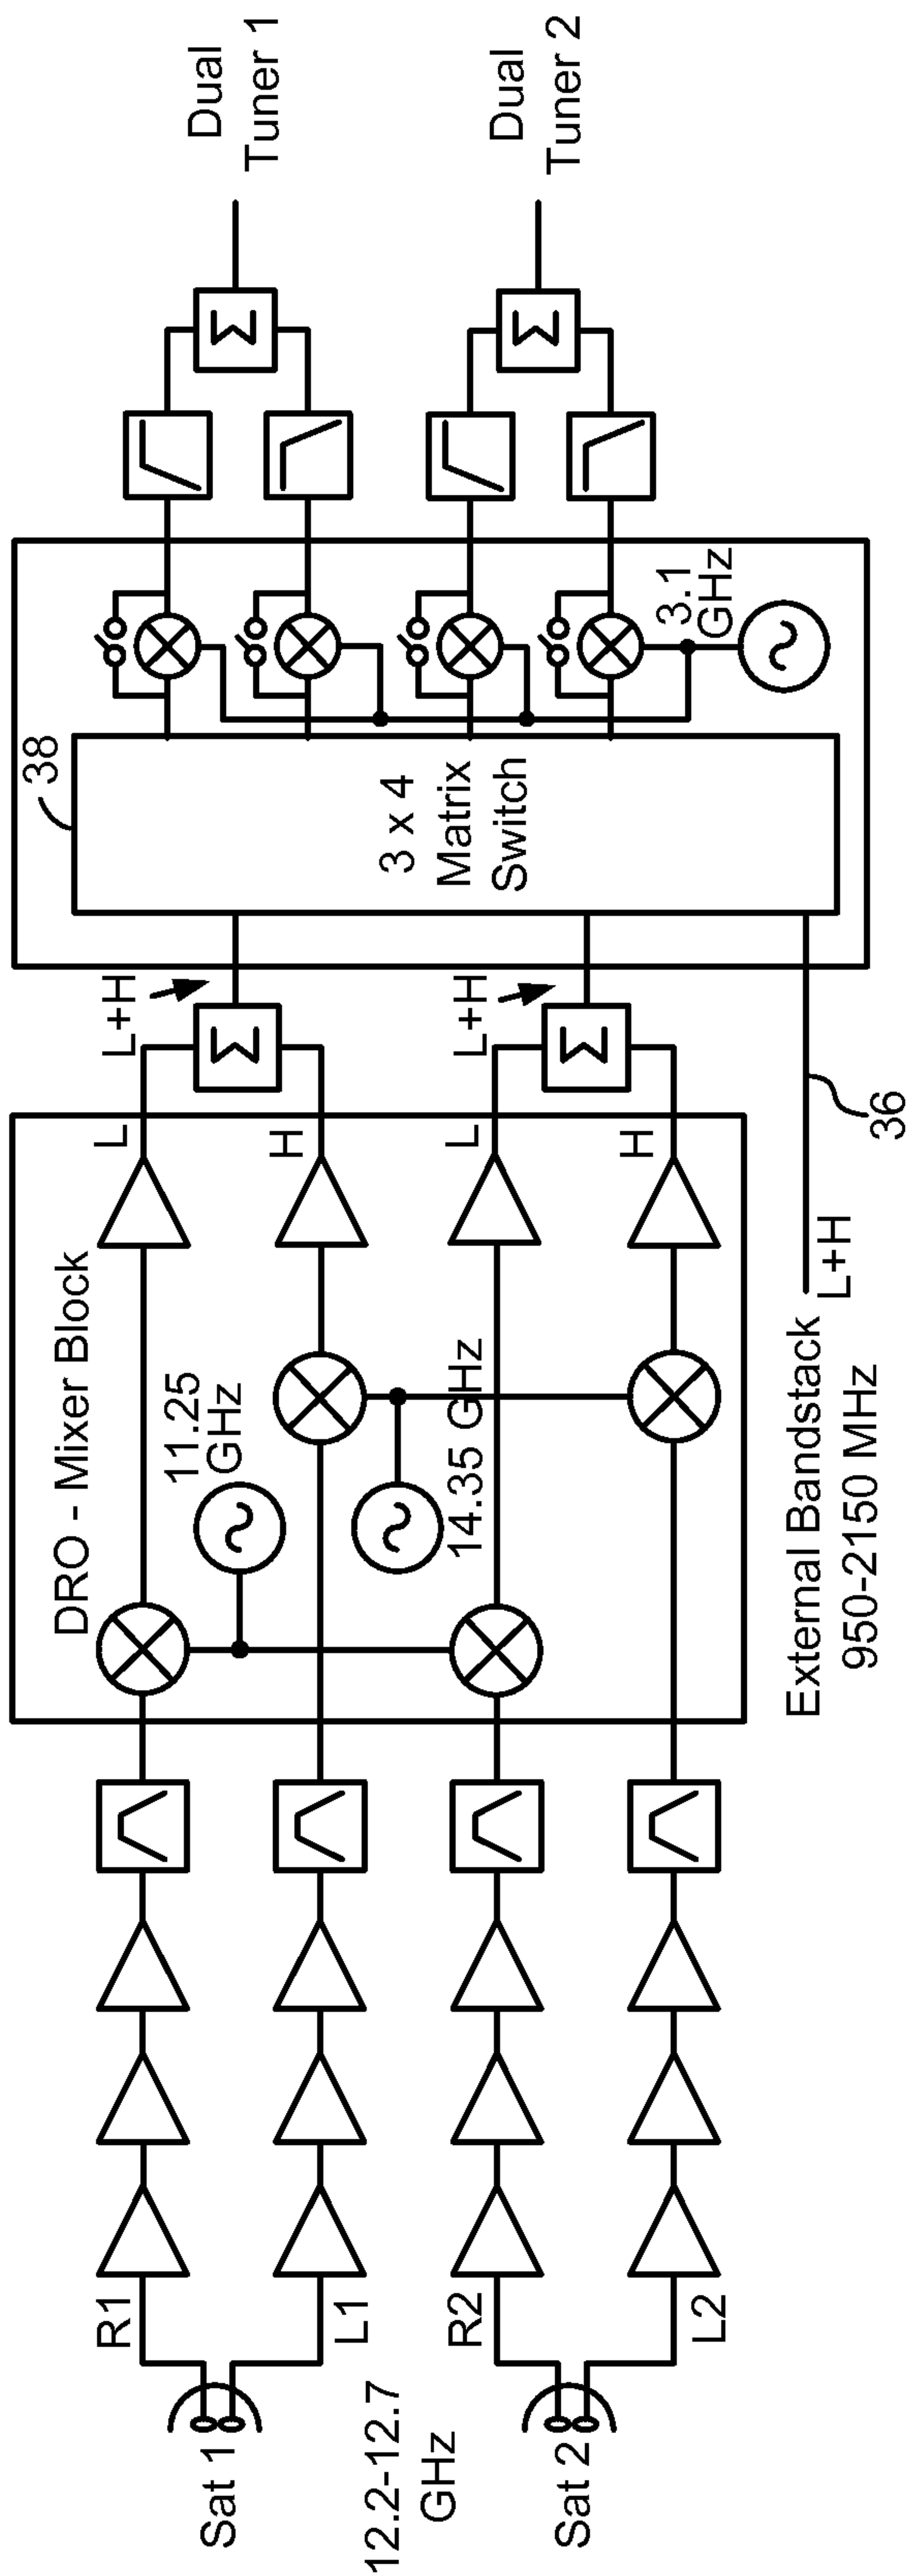 Sat 1
R1
L1
12.2-12.7
GHz
Sat 2
R2
L2
DRO - Mixer Block
11.25
GHz
14.35 GHz
L
H
L
H
L+H
L+H
External Bandstack
950-2150 MHz
L+H
36
38
3 x 4
Matrix
Switch
3.1
GHz
Σ
Σ
Σ
Σ
Dual
Tuner 1
Dual
Tuner 2